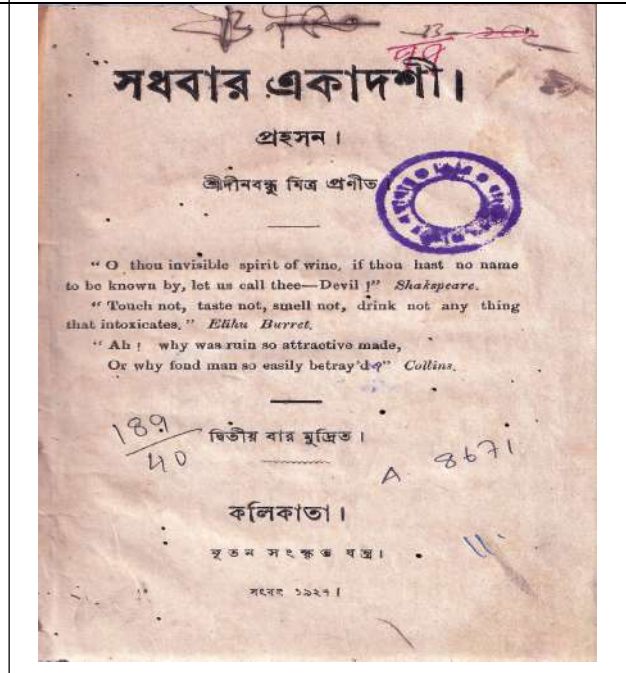 সধবার একাদশী।
প্রহসন।
শ্রীদীনবন্ধু মিত্র প্রণীত।
“ O thou invisible spirit of wine, if thou hast no name
to be known by, let us call thee—Devil !” Shakspeare.
“ Touch not, taste not, smell not, drink not any thing
that intoxicates.” Elihu Burret.
“ Ah ! why was ruin so attractive made,
Or why fond man so easily betray'd?” Collins.
189
40
দ্বিতীয় বার মুদ্রিত।
A 8671
কলিকাতা।
নূতন সংস্কৃত যন্ত্র।
সংবৎ ১৯২৭।